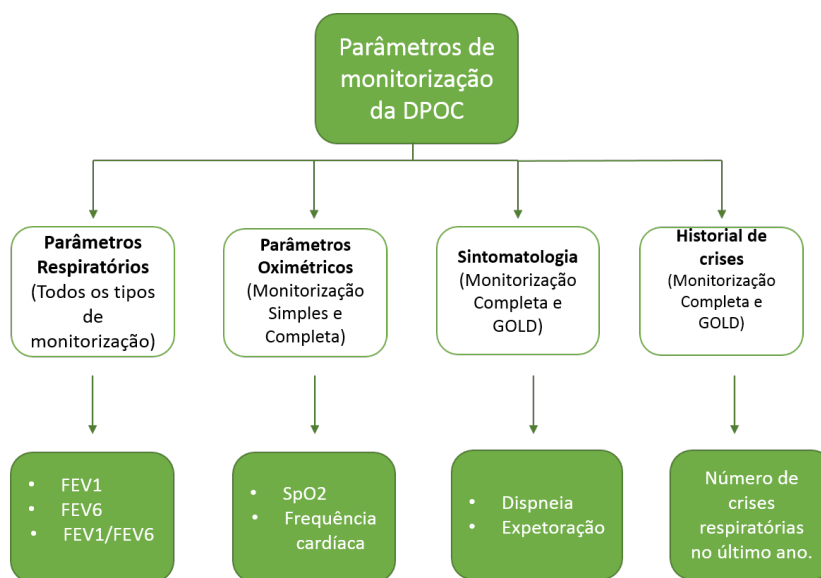 Parâmetros de
monitorização
da DPOC
Parâmetros
Respiratórios
(Todos os tipos
de
monitorização)
Parâmetros
Oximétricos
(Monitorização
Simples e
Completa)
Sintomatologia
(Monitorização
Completa e
GOLD)
Historial de
crises
(Monitorização
Completa e
GOLD)
• FEV1
• FEV6
• FEV1/FEV6
• SpO2
• Frequência
cardíaca
• Dispneia
• Expetoração
Número de
crises
respiratórias
no último ano.